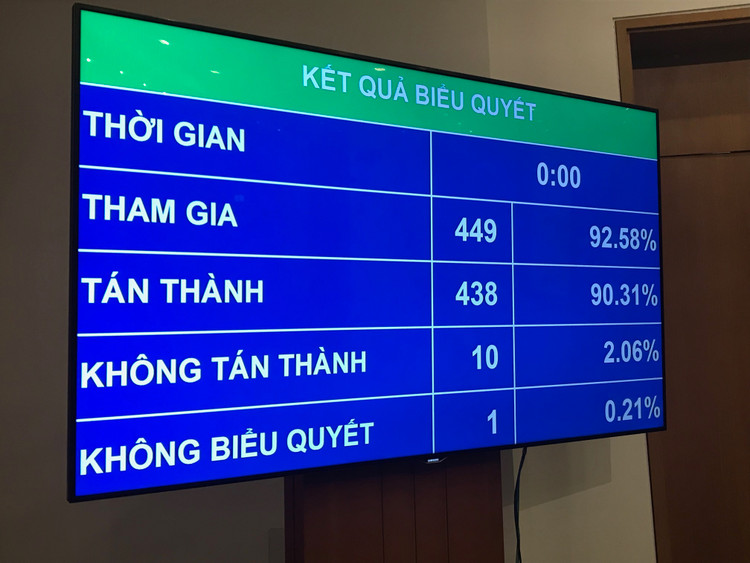 KẾT QUẢ BIỂU QUYẾT
THỜI GIAN 0:00
THAM GIA 449 92.58%
TÁN THÀNH 438 90.31%
KHÔNG TÁN THÀNH 10 2.06%
KHÔNG BIỂU QUYẾT 1 0.21%